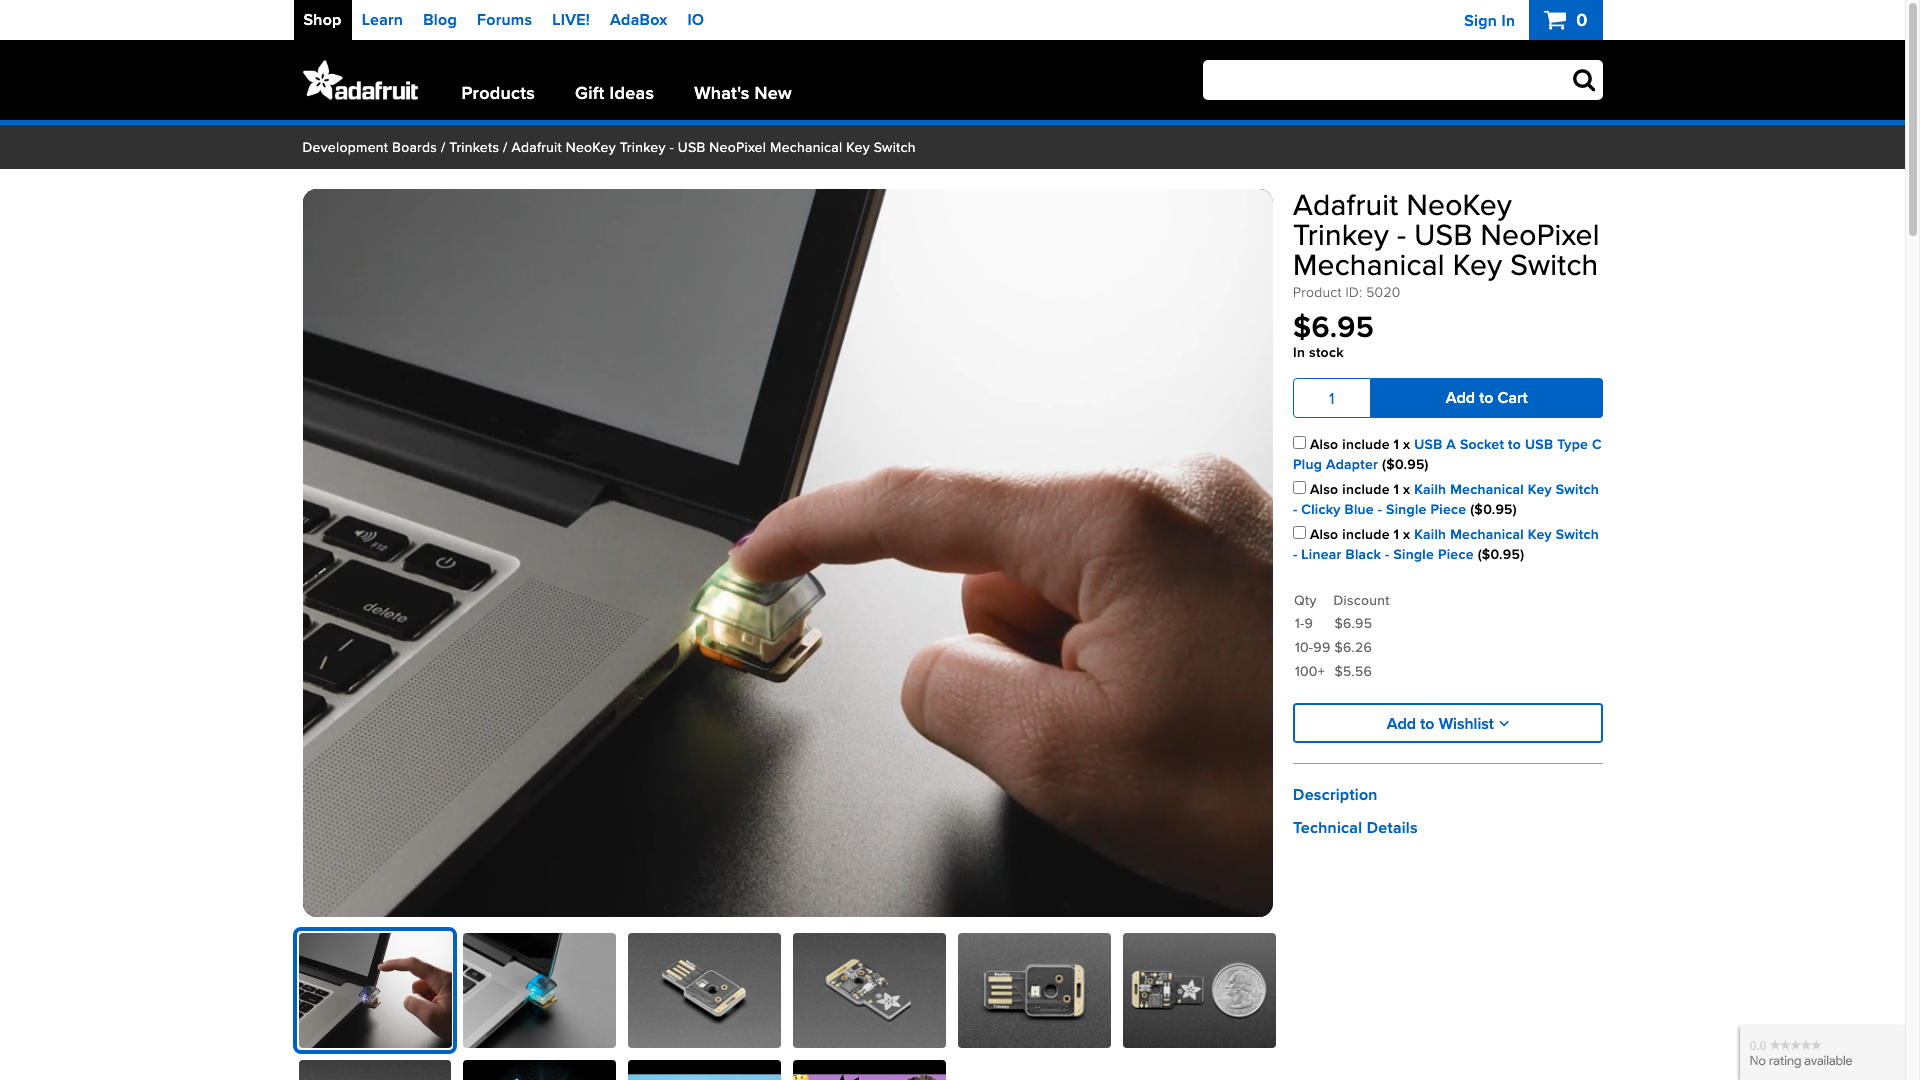 Shop Learn Blog Forums LIVE! AdaBox IO
Sign In 0
adafruit
Products Gift Ideas What's New
Development Boards / Trinkets / Adafruit NeoKey Trinkey - USB NeoPixel Mechanical Key Switch
F12
delete
Adafruit NeoKey
Trinkey - USB NeoPixel
Mechanical Key Switch
Product ID: 5020
$6.95
In stock
1 Add to Cart
Also include 1 x USB A Socket to USB Type C
Plug Adapter ($0.95)
Also include 1 x Kailh Mechanical Key Switch
- Clicky Blue - Single Piece ($0.95)
Also include 1 x Kailh Mechanical Key Switch
- Linear Black - Single Piece ($0.95)
Qty Discount
1-9 $6.95
10-99 $6.26
100+ $5.56
Add to Wishlist
Description
Technical Details
NeoKey
Trinkey
0.0
No rating available